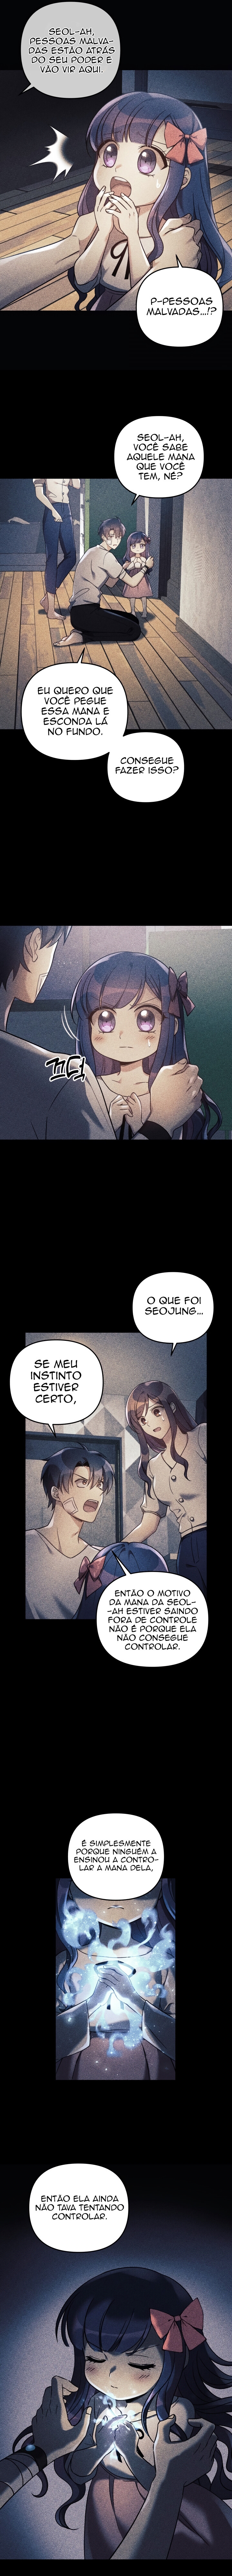 SEOL-AH,
PESSOAS MALVA-
DAS ESTÃO ATRÁS
DO SEU PODER E
VÃO VIR AQUI.
P-PESSOAS
MALVADAS...!?
SEOL-AH,
VOCÊ SABE
AQUELE MANA
QUE VOCÊ
TEM, NÉ?
EU QUERO QUE
VOCÊ PEGUE
ESSA MANA E
ESCONDA LÁ
NO FUNDO.
CONSEGUE
FAZER ISSO?
끄덕
O QUE FOI
SEOJUNG...
SE MEU
INSTINTO
ESTIVER
CERTO,
ENTÃO O MOTIVO
DA MANA DA SEOL-
-AH ESTIVER SAINDO
FORA DE CONTROLE
NÃO É PORQUE ELA
NÃO CONSEGUE
CONTROLAR.
É SIMPLESMENTE
PORQUE NINGUÉM A
ENSINOU A CONTRO-
LAR A MANA DELA,
ENTÃO ELA AINDA
NÃO TAVA TENTANDO
CONTROLAR.